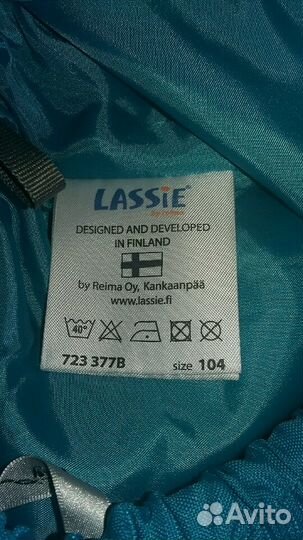 LASSiE
by reima
DESIGNED AND DEVELOPED
IN FINLAND
by Reima Oy, Kankaanpää
www.lassie.fi
40°
723 377B size 104
Avito